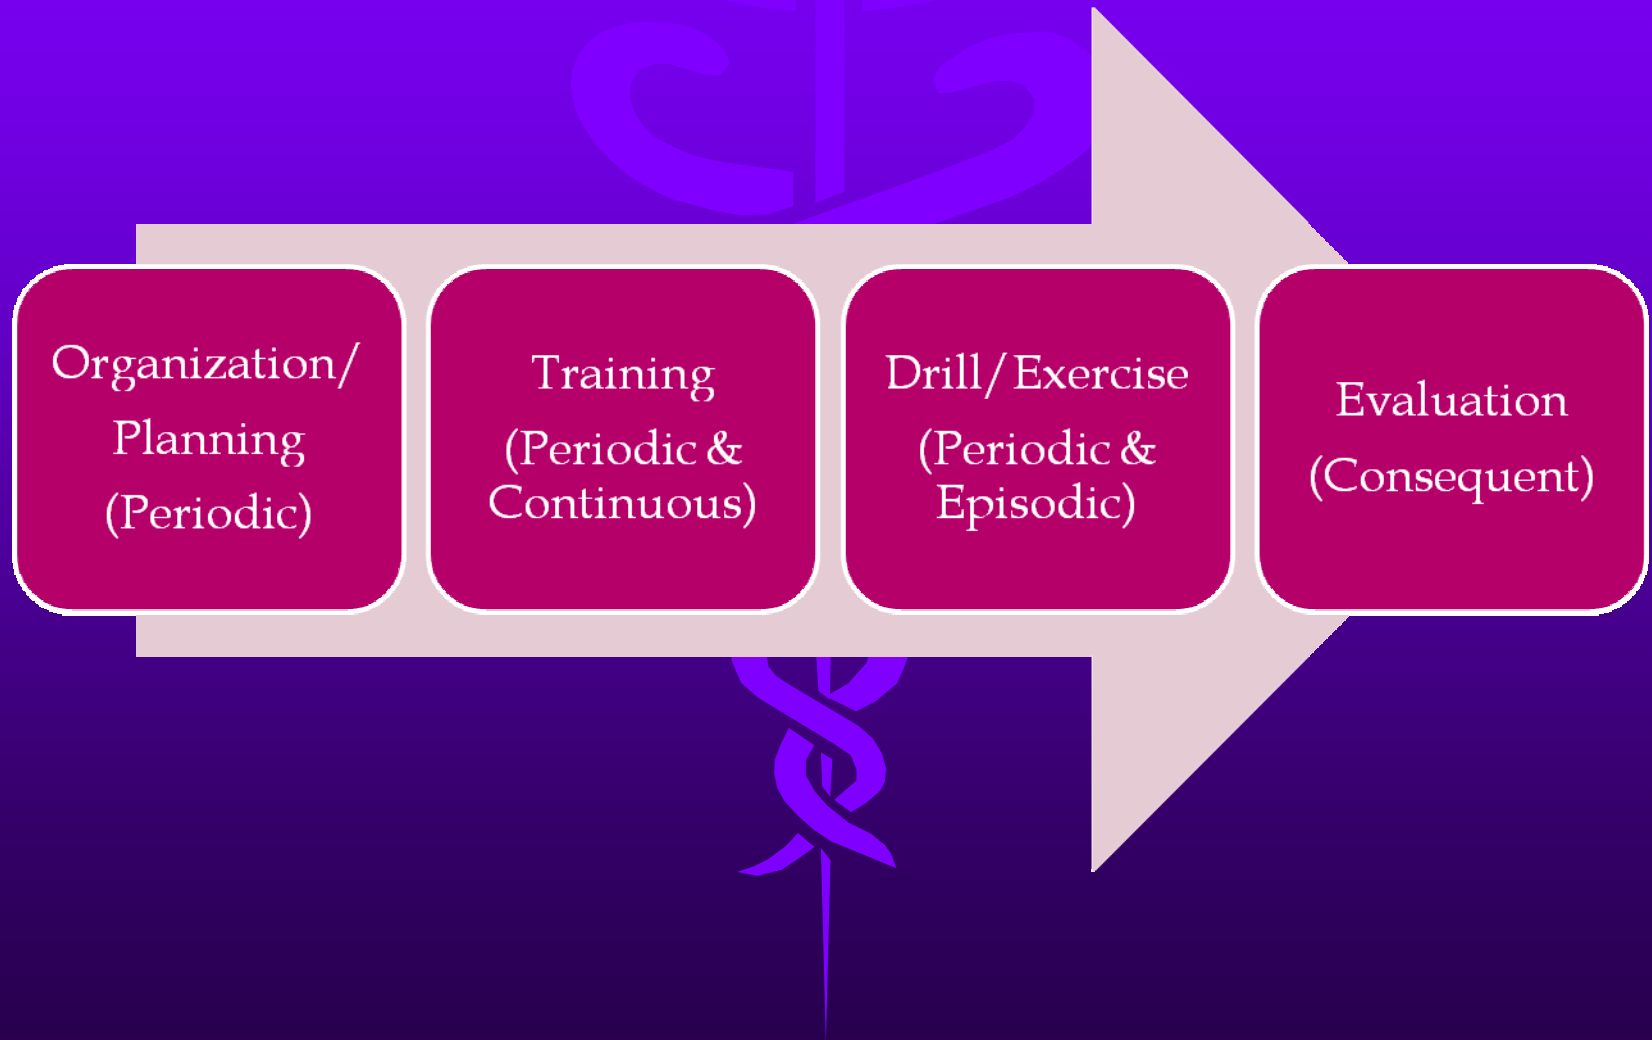 Organization/
Planning
(Periodic)
Training
(Periodic &
Continuous)
Drill/Exercise
(Periodic &
Episodic)
Evaluation
(Consequent)